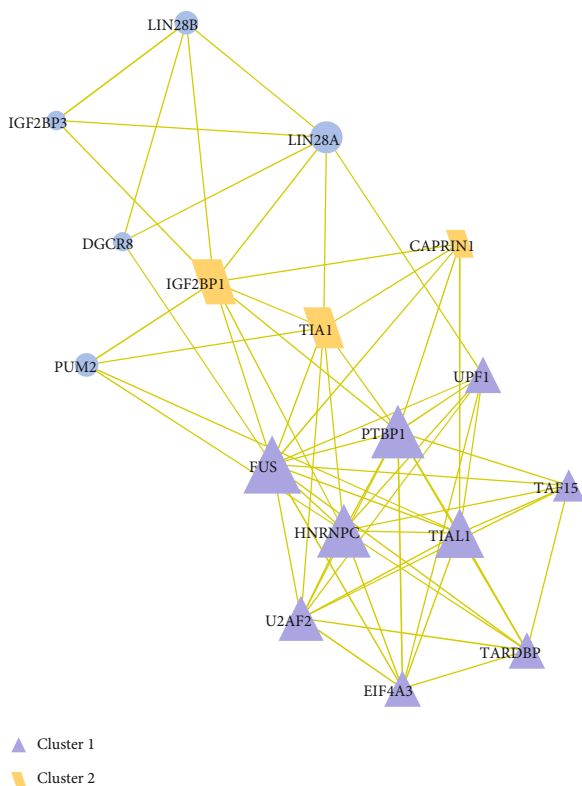 LIN28B
IGF2BP3
LIN28A
DGCR8
CAPRIN1
IGF2BP1
TIA1
PUM2
UPF1
PTBP1
FUS
TAF15
HNRNPC
TIAL1
U2AF2
TARDBP
EIF4A3
Cluster 1
Cluster 2